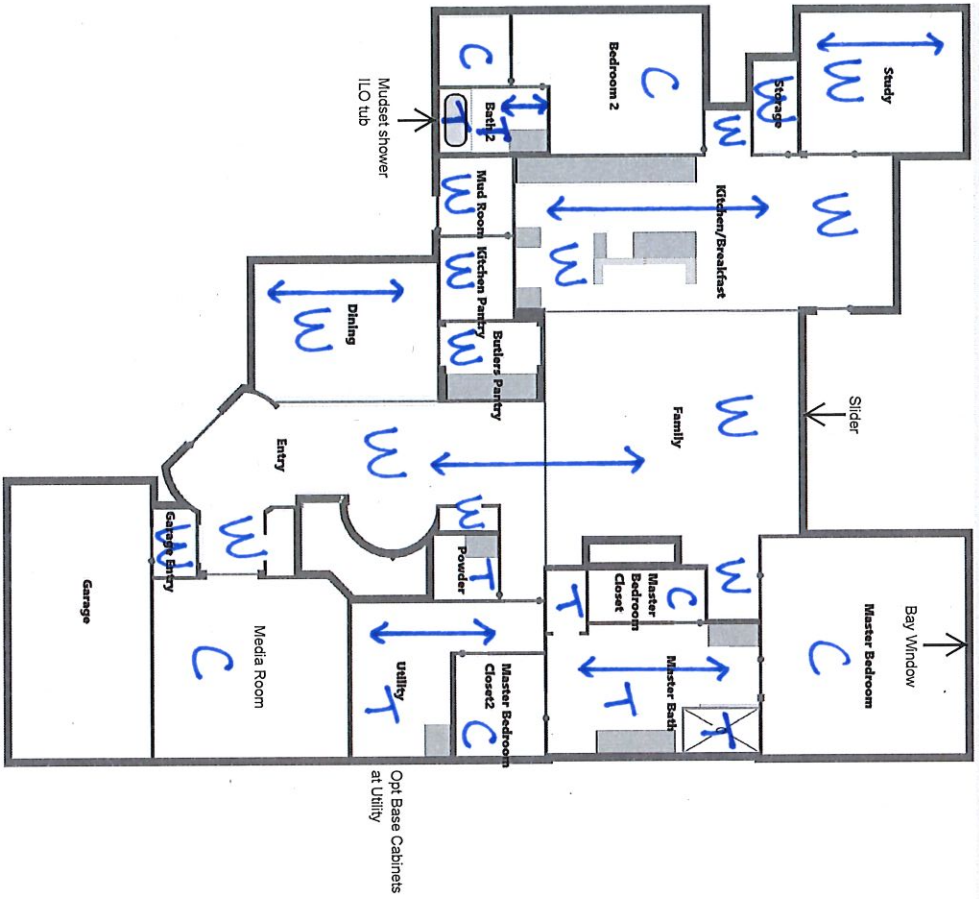 Bay Window
Master Bedroom
C
Slider
Study
W
Storage
W
W
W
Master Bath
T
T
Master
Bedroom
Closet
C
W
T
Family
W
Kitchen/Breakfast
W
W
Bedroom 2
C
C
Bath 2
T
T
Mudset shower
ILO tub
Mud Room
W
Kitchen Pantry
W
Butlers Pantry
W
Dining
W
Entry
W
W
Powder
T
Master Bedroom
Closet2
C
Utility
T
Opt Base Cabinets
at Utility
Media Room
C
W
Garage Entry
W
Garage